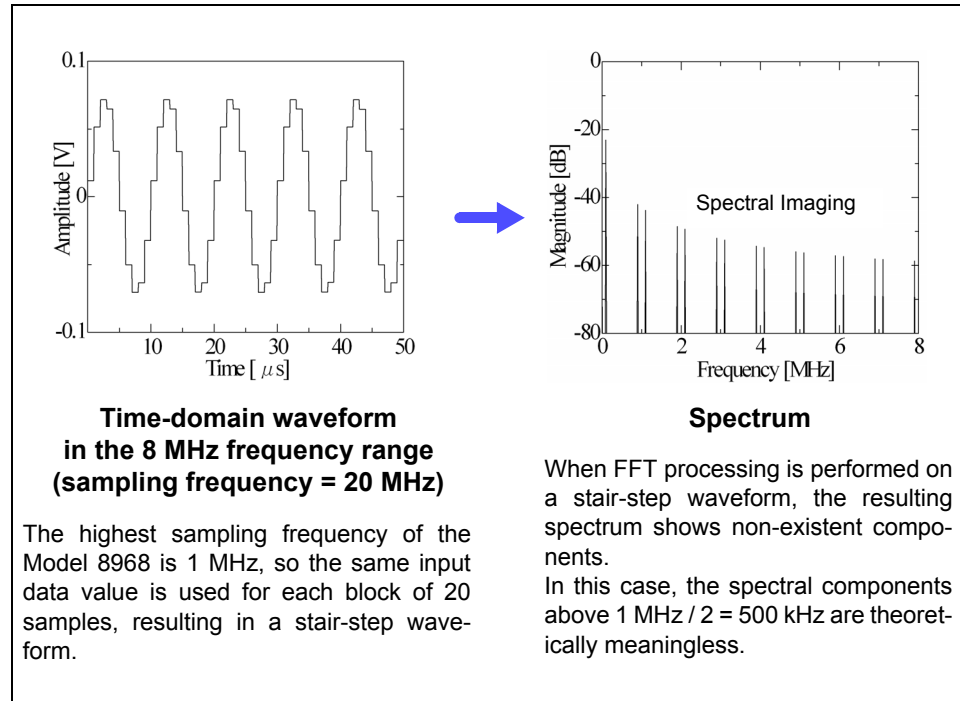 0.1
0
-0.1
Amplitude [V]
10 20 30 40 50
Time [ μs]
0
-20
-40
-60
-80
Magnitude [dB]
Spectral Imaging
0 2 4 6 8
Frequency [MHz]
Time-domain waveform
in the 8 MHz frequency range
(sampling frequency = 20 MHz)
The highest sampling frequency of the
Model 8968 is 1 MHz, so the same input
data value is used for each block of 20
samples, resulting in a stair-step wave-
form.
Spectrum
When FFT processing is performed on
a stair-step waveform, the resulting
spectrum shows non-existent compo-
nents.
In this case, the spectral components
above 1 MHz / 2 = 500 kHz are theoret-
ically meaningless.